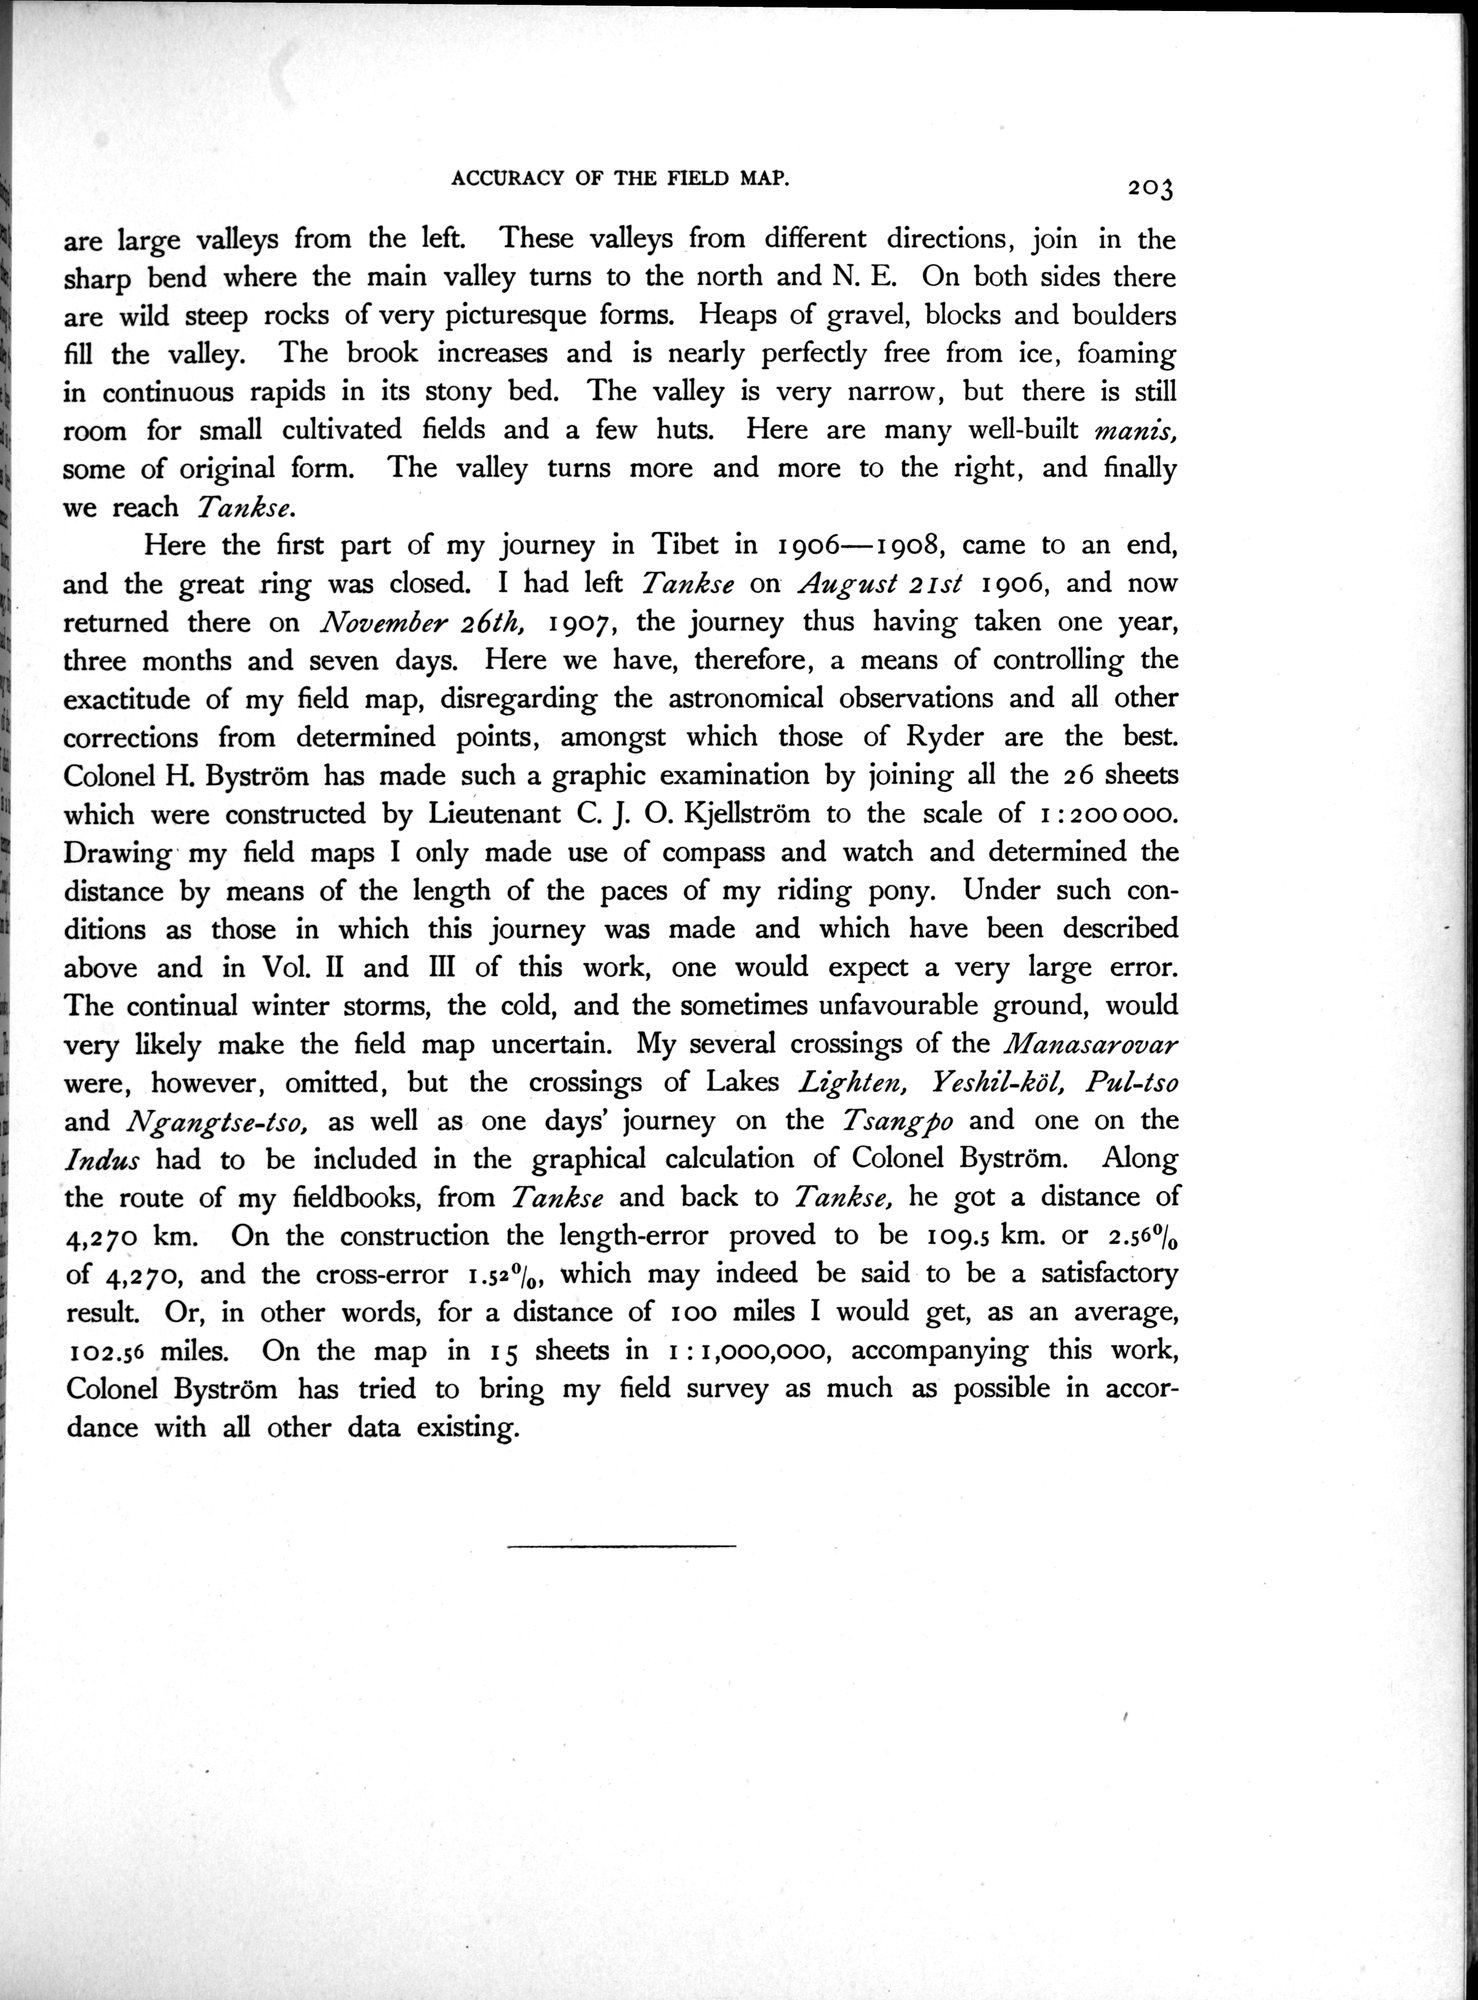 ACCURACY OF THE FIELD MAP.
203
are large valleys from the left. These valleys from different directions, join in the
sharp bend where the main valley turns to the north and N. E. On both sides there
are wild steep rocks of very picturesque forms. Heaps of gravel, blocks and boulders
fill the valley. The brook increases and is nearly perfectly free from ice, foaming
in continuous rapids in its stony bed. The valley is very narrow, but there is still
room for small cultivated fields and a few huts. Here are many well-built manis,
some of original form. The valley turns more and more to the right, and finally
we reach Tankse.
Here the first part of my journey in Tibet in 1906—1908, came to an end,
and the great ring was closed. I had left Tankse on August 21st 1906, and now
returned there on November 26th, 1907, the journey thus having taken one year,
three months and seven days. Here we have, therefore, a means of controlling the
exactitude of my field map, disregarding the astronomical observations and all other
corrections from determined points, amongst which those of Ryder are the best.
Colonel H. Byström has made such a graphic examination by joining all the 26 sheets
which were constructed by Lieutenant C. J. O. Kjellström to the scale of 1:200 000.
Drawing my field maps I only made use of compass and watch and determined the
distance by means of the length of the paces of my riding pony. Under such con-
ditions as those in which this journey was made and which have been described
above and in Vol. II and III of this work, one would expect a very large error.
The continual winter storms, the cold, and the sometimes unfavourable ground, would
very likely make the field map uncertain. My several crossings of the Manasarovar
were, however, omitted, but the crossings of Lakes Lighten, Yeshil-köl, Pul-tso
and Ngangtse-tso, as well as one days' journey on the Tsangpo and one on the
Indus had to be included in the graphical calculation of Colonel Byström. Along
the route of my fieldbooks, from Tankse and back to Tankse, he got a distance of
4,270 km. On the construction the length-error proved to be 109.5 km. or 2.56%
of 4,270, and the cross-error 1.52%, which may indeed be said to be a satisfactory
result. Or, in other words, for a distance of 100 miles I would get, as an average,
102.56 miles. On the map in 15 sheets in 1:1,000,000, accompanying this work,
Colonel Byström has tried to bring my field survey as much as possible in accor-
dance with all other data existing.